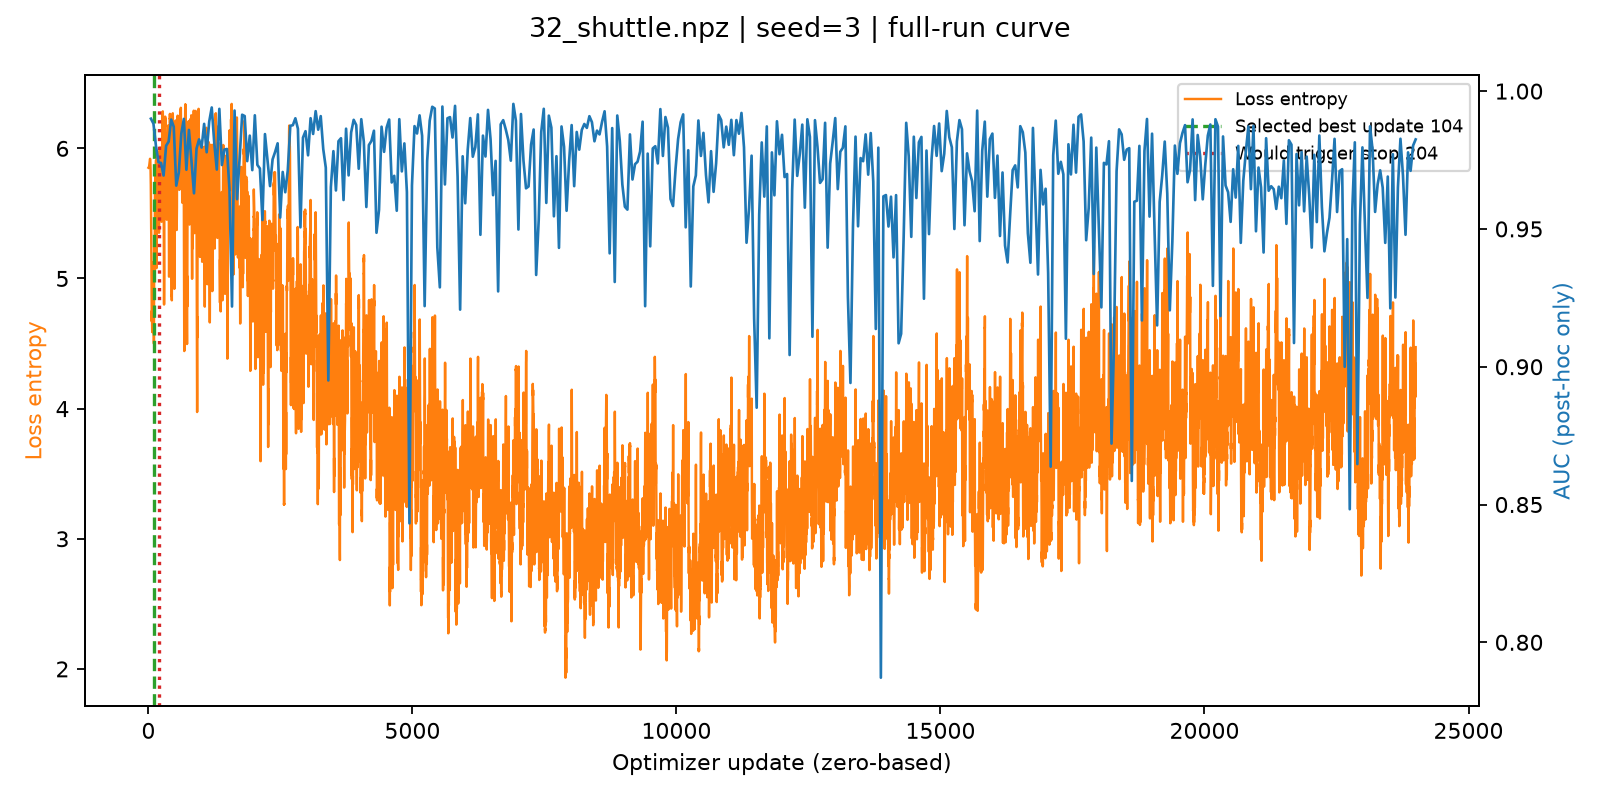 32_shuttle.npz | seed=3 | full-run curve
Loss entropy
Selected best update 104
Would trigger stop 204
6
5
4
3
2
Loss entropy
1.00
0.95
0.90
0.85
0.80
AUC (post-hoc only)
0
5000
10000
15000
20000
25000
Optimizer update (zero-based)